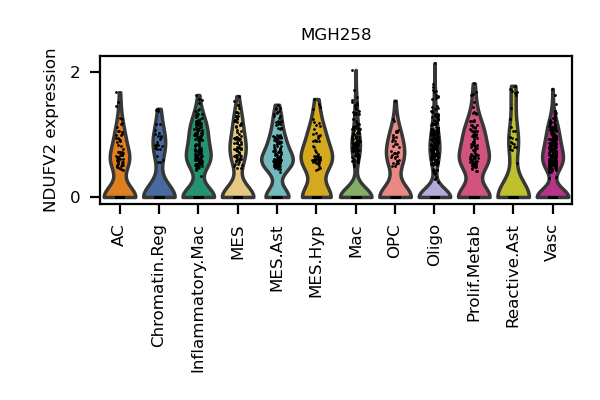 MGH258
NDUFV2 expression
2
0
AC
Chromatin.Reg
Inflammatory.Mac
MES
MES.Ast
MES.Hyp
Mac
OPC
Oligo
Prolif.Metab
Reactive.Ast
Vasc